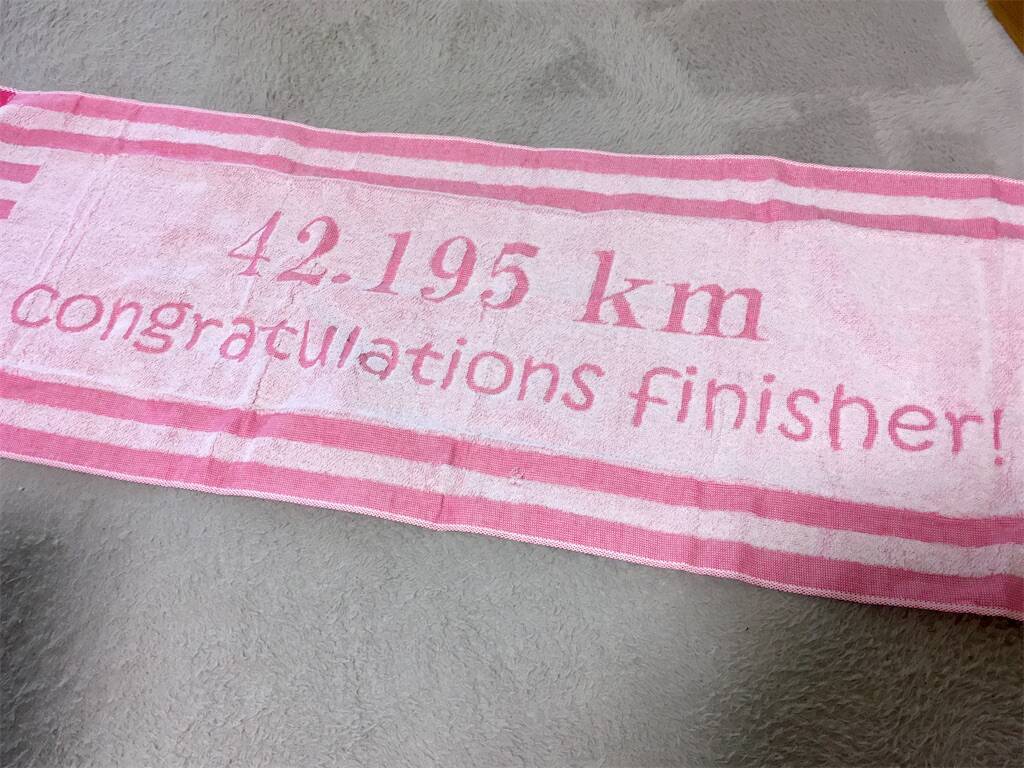 42.195 km
congratulations finisher!